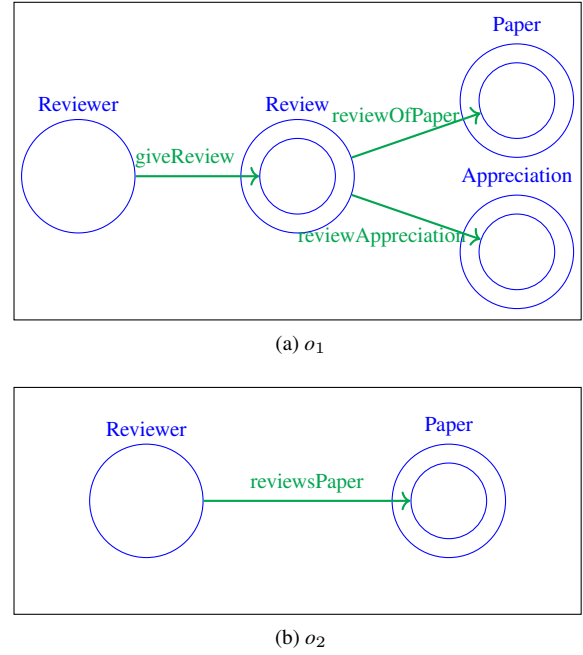 Paper
Reviewer
Review
reviewOfPaper
giveReview
Appreciation
reviewAppreciation
(a) o₁
Reviewer
Paper
reviewsPaper
(b) o₂